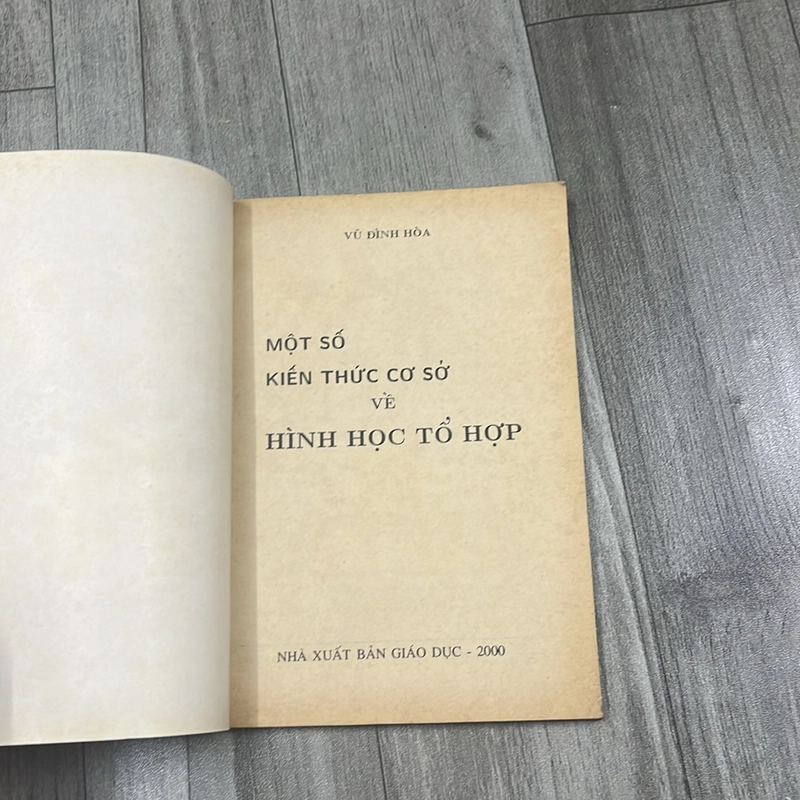 VŨ ĐÌNH HÒA
MỘT SỐ
KIẾN THỨC CƠ SỞ
VỀ
HÌNH HỌC TỔ HỢP
NHÀ XUẤT BẢN GIÁO DỤC - 2000